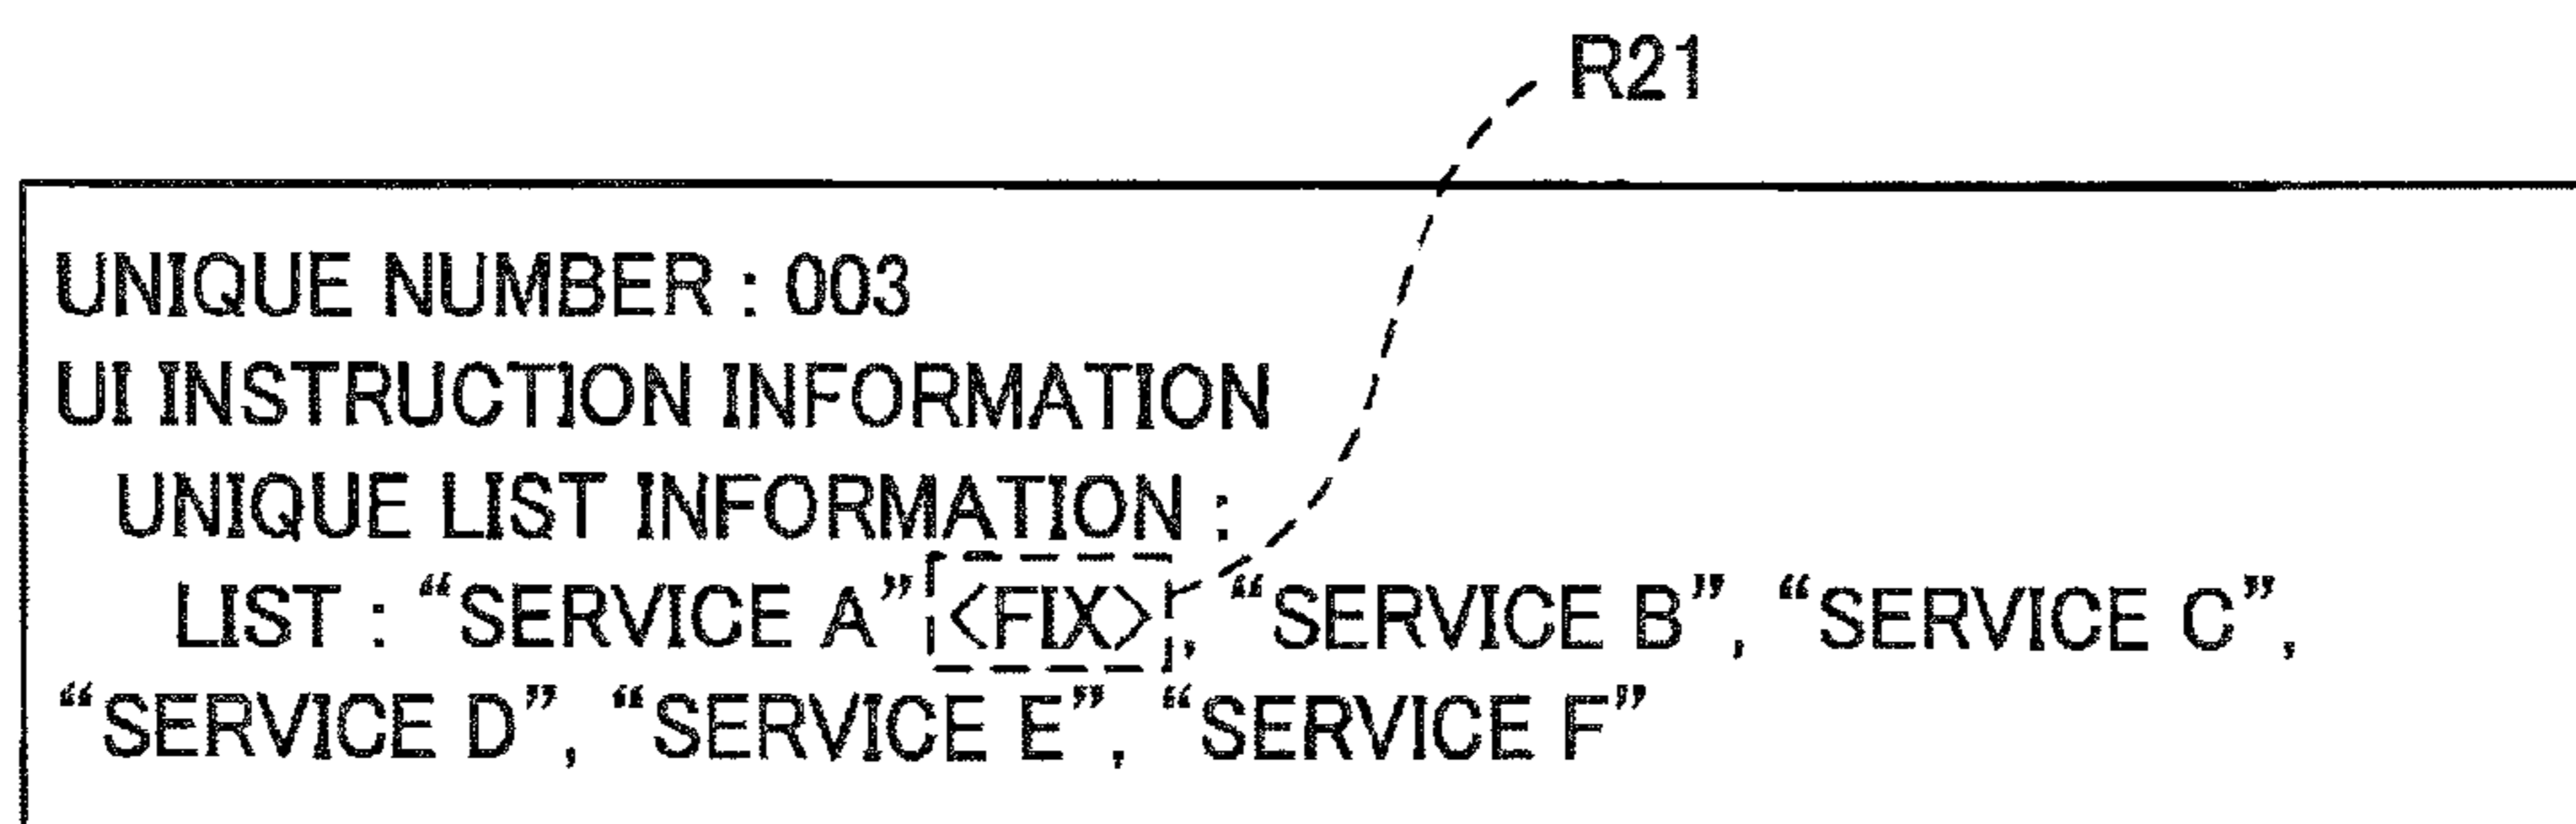 R21
UNIQUE NUMBER : 003
UI INSTRUCTION INFORMATION
UNIQUE LIST INFORMATION :
LIST : “SERVICE A” <FIX>, “SERVICE B”, “SERVICE C”,
“SERVICE D”, “SERVICE E”, “SERVICE F”